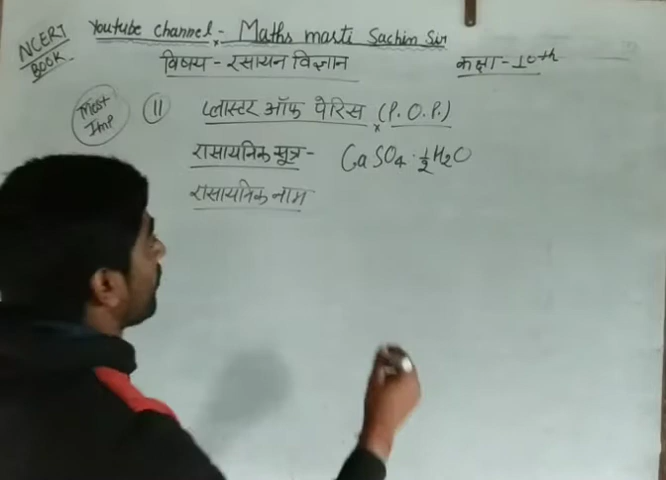 NCERT BOOK
Youtube channel - Maths masti Sachin Sir
विषय - रसायन विज्ञान
कक्षा - 10th
Most Imp
11 प्लास्टर ऑफ पेरिस (P.O.P.)
रासायनिक सूत्र - CaSO4·1/2H2O
रासायनिक नाम